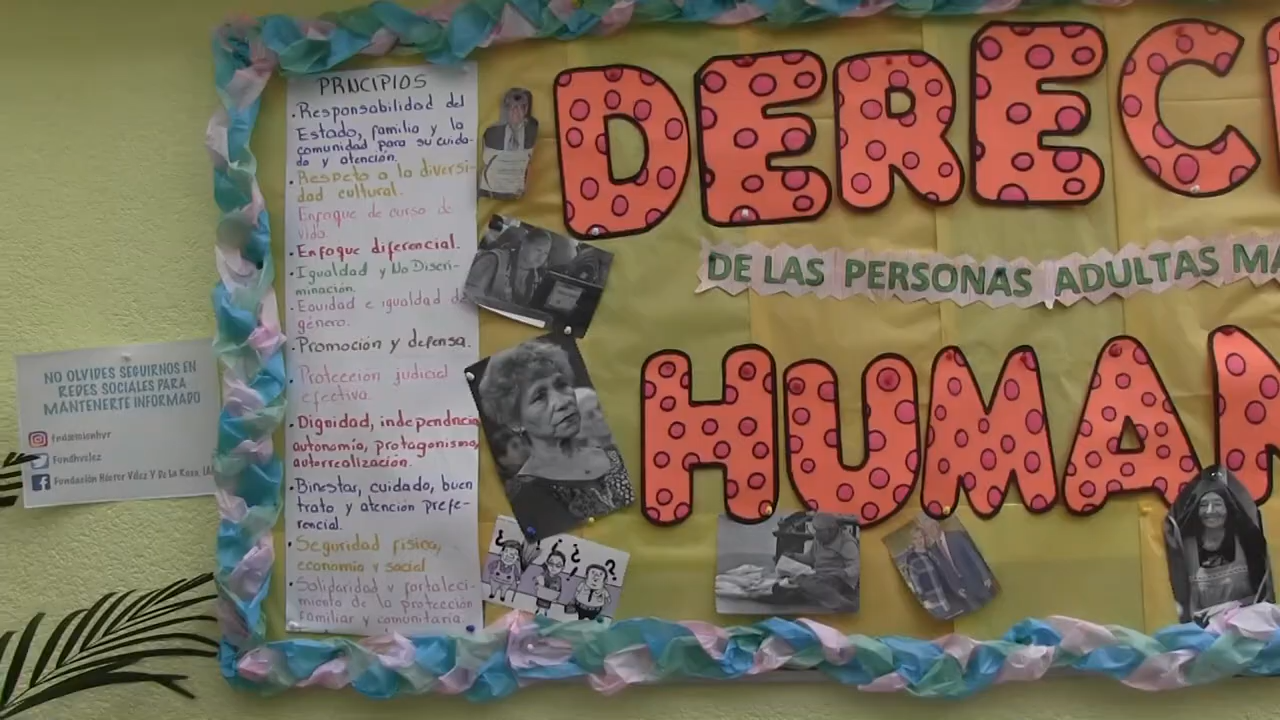 PRINCIPIOS
• Responsabilidad del
Estado, familia y la
comunidad para su cuida-
do y atención.
• Respeto a la diversi-
dad cultural.
Enfoque de curso de
vida.
• Enfoque diferencial.
• Igualdad y No Discri-
minación.
• Equidad e igualdad de
género.
• Promoción y defensa.
• Protección judicial
efectiva.
• Dignidad, independencia
autonomía, protagonismo,
autorrealización.
• Binestar, cuidado, buen
trato y atención prefe-
rencial.
• Seguridad física,
economía y social
• Solidaridad y fortaleci-
miento de la protección
familiar y comunitaria.
DEREC
DE LAS PERSONAS ADULTAS MA
HUMAN
¿ ¿ ¿ ?
NO OLVIDES SEGUIRNOS EN
REDES SOCIALES PARA
MANTENERTE INFORMADO
Fondhvelez
Fundación Héctor Vélez Y De La Rosa